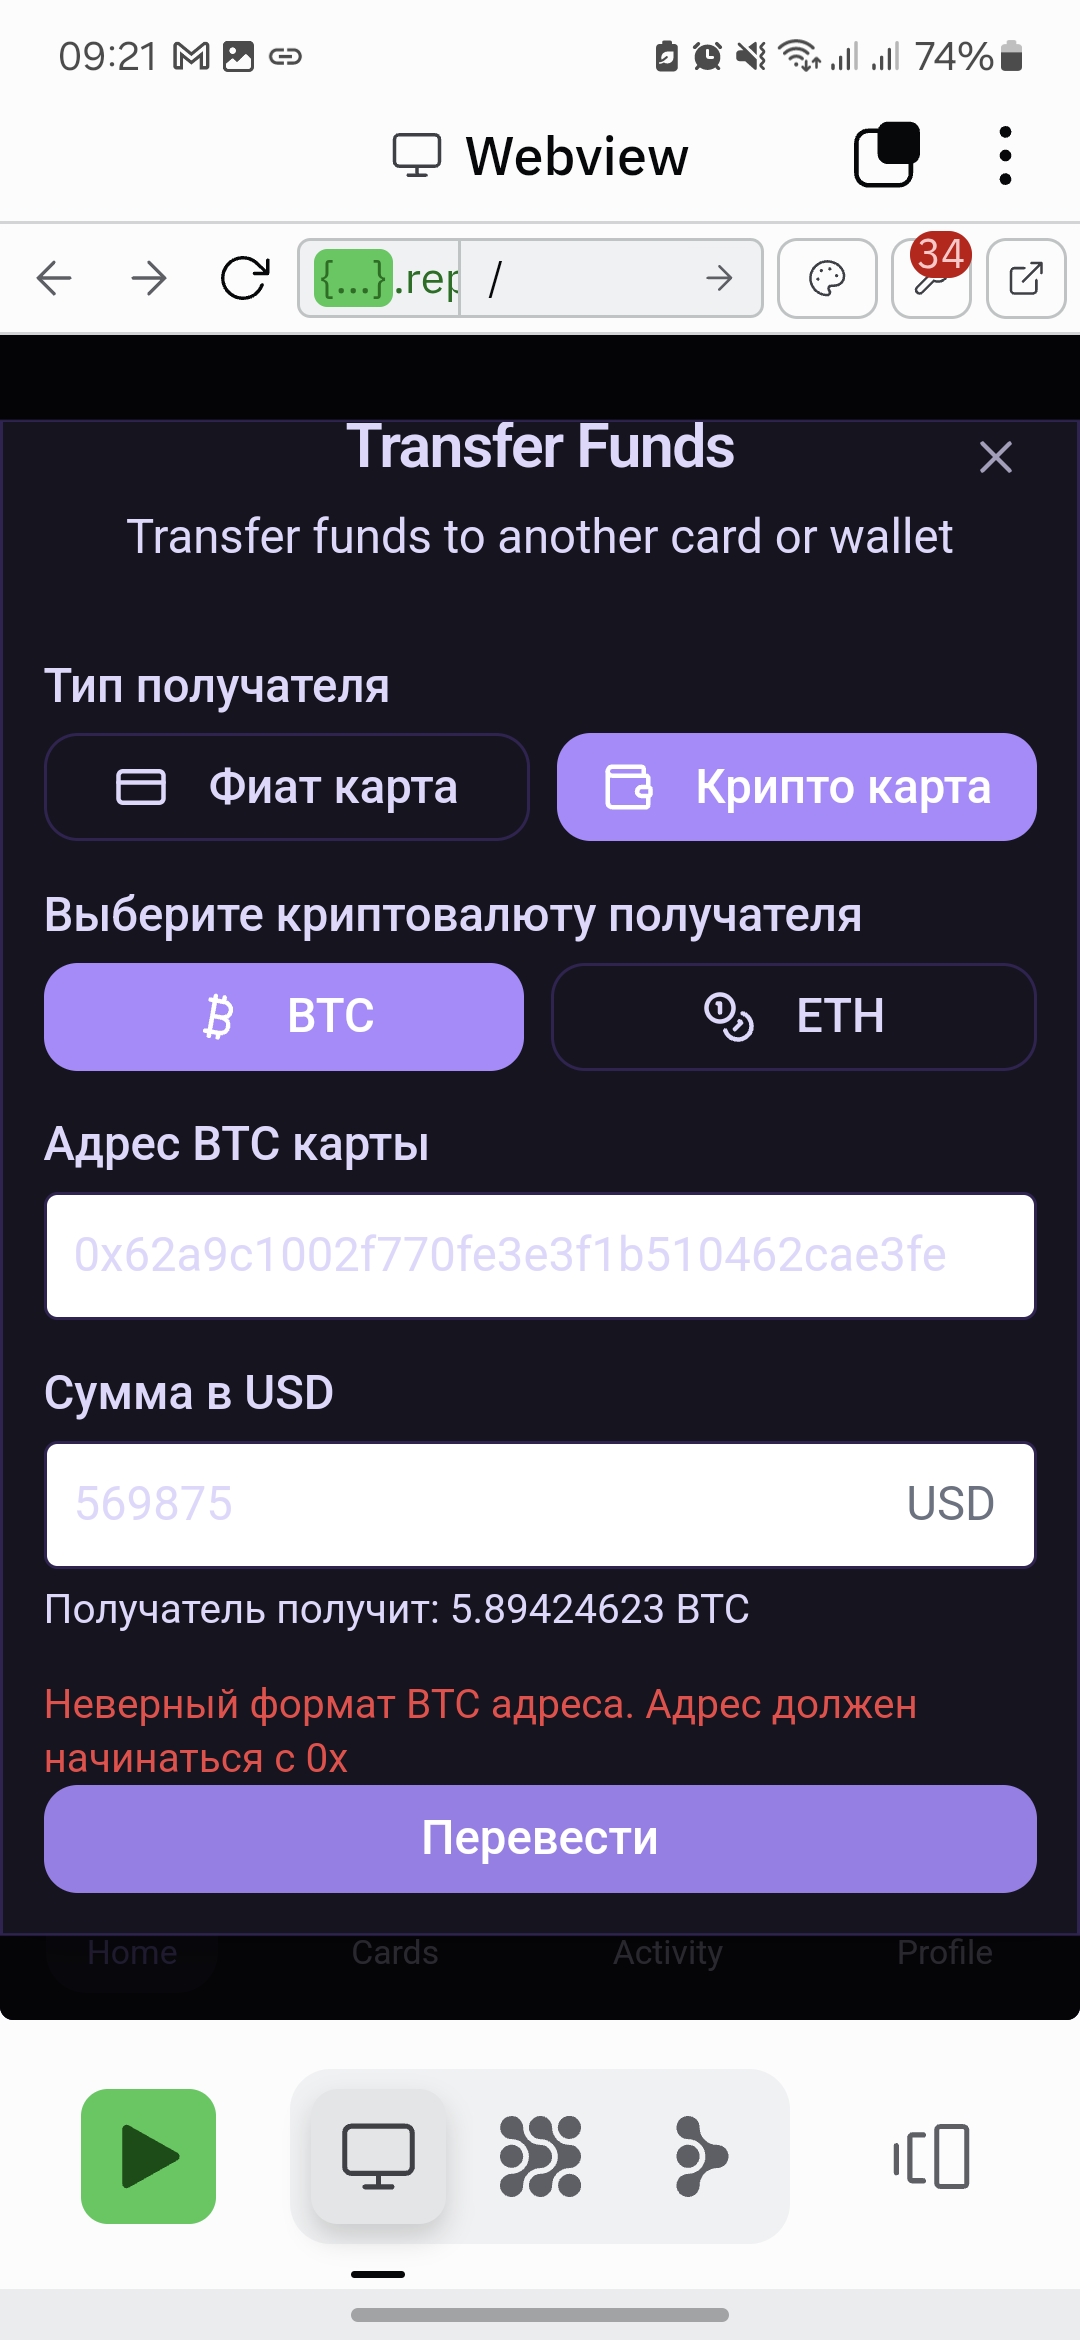 09:21
74%
Webview
{...}.rep
/
34
Transfer Funds
Transfer funds to another card or wallet
Тип получателя
Фиат карта
Крипто карта
Выберите криптовалюту получателя
BTC
ETH
Адрес BTC карты
0x62a9c1002f770fe3e3f1b510462cae3fe
Сумма в USD
569875
USD
Получатель получит: 5.89424623 BTC
Неверный формат BTC адреса. Адрес должен
начинаться с 0x
Перевести
Home
Cards
Activity
Profile